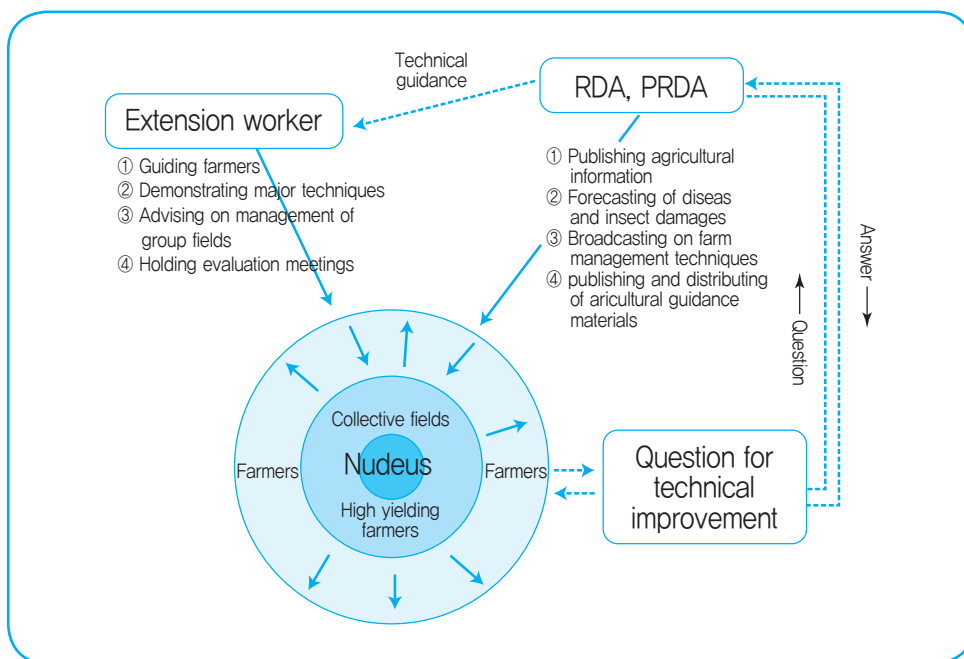 Technical
guidance
RDA, PRDA
Extension worker
① Guiding farmers
② Demonstrating major techniques
③ Advising on management of
group fields
④ Holding evaluation meetings
① Publishing agricultural
information
② Forecasting of diseas
and insect damages
③ Broadcasting on farm
management techniques
④ publishing and distributing
of aricultural guidance
materials
Answer
Question
Collective fields
Farmers
Nudeus
Farmers
High yielding
farmers
Question for
technical
improvement